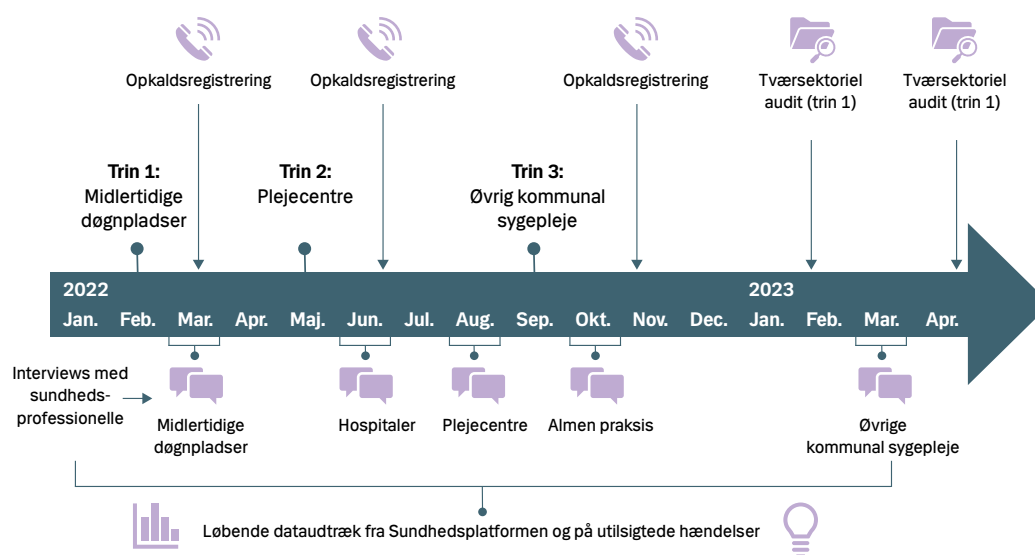 Opkaldsregistrering
Opkaldsregistrering
Opkaldsregistrering
Tværsektoriel
audit (trin 1)
Tværsektoriel
audit (trin 1)
Trin 1:
Midlertidige
døgnpladser
Trin 2:
Plejecentre
Trin 3:
Øvrig kommunal
sygepleje
2022
2023
Jan. Feb. Mar. Apr. Maj. Jun. Jul. Aug. Sep. Okt. Nov. Dec. Jan. Feb. Mar. Apr.
Interviews med
sundheds-
professionelle
Midlertidige
døgnpladser
Hospitaler
Plejecentre
Almen praksis
Øvrige
kommunal sygepleje
Løbende dataudtræk fra Sundhedsplatformen og på utilsigtede hændelser